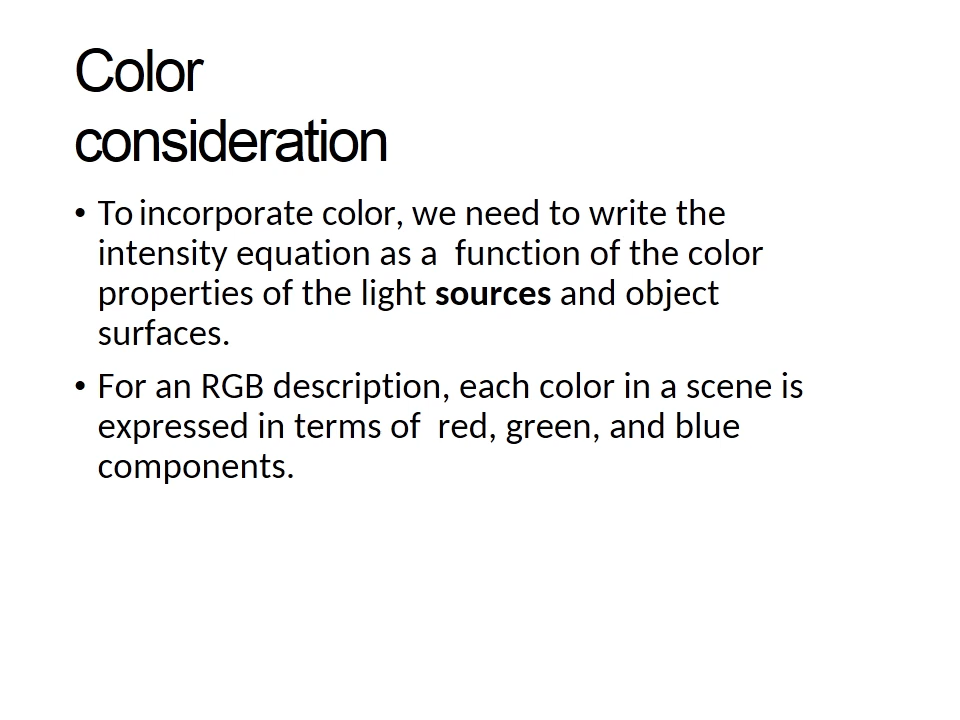 Color
consideration
• To incorporate color, we need to write the
intensity equation as a  function of the color
properties of the light sources and object
surfaces.
• For an RGB description, each color in a scene is
expressed in terms of  red, green, and blue
components.